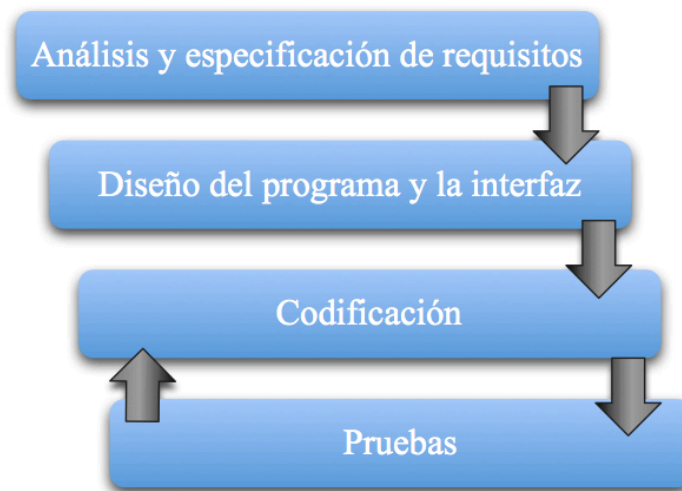 Análisis y especificación de requisitos
Diseño del programa y la interfaz
Codificación
Pruebas